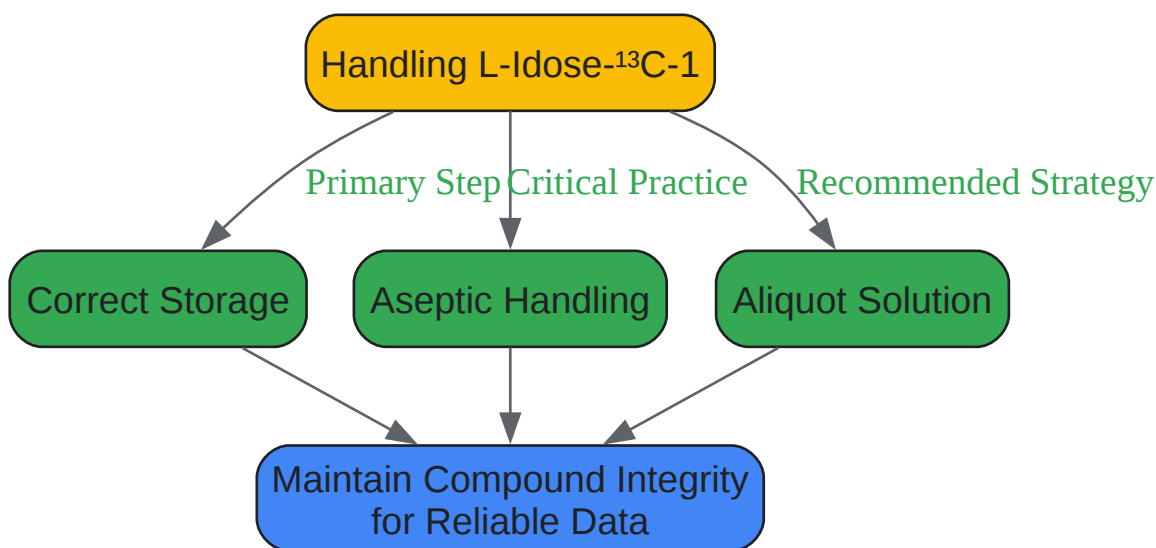 Handling L-Idose-¹³C-1
Primary Step
Critical Practice
Recommended Strategy
Correct Storage
Aseptic Handling
Aliquot Solution
Maintain Compound Integrity
for Reliable Data